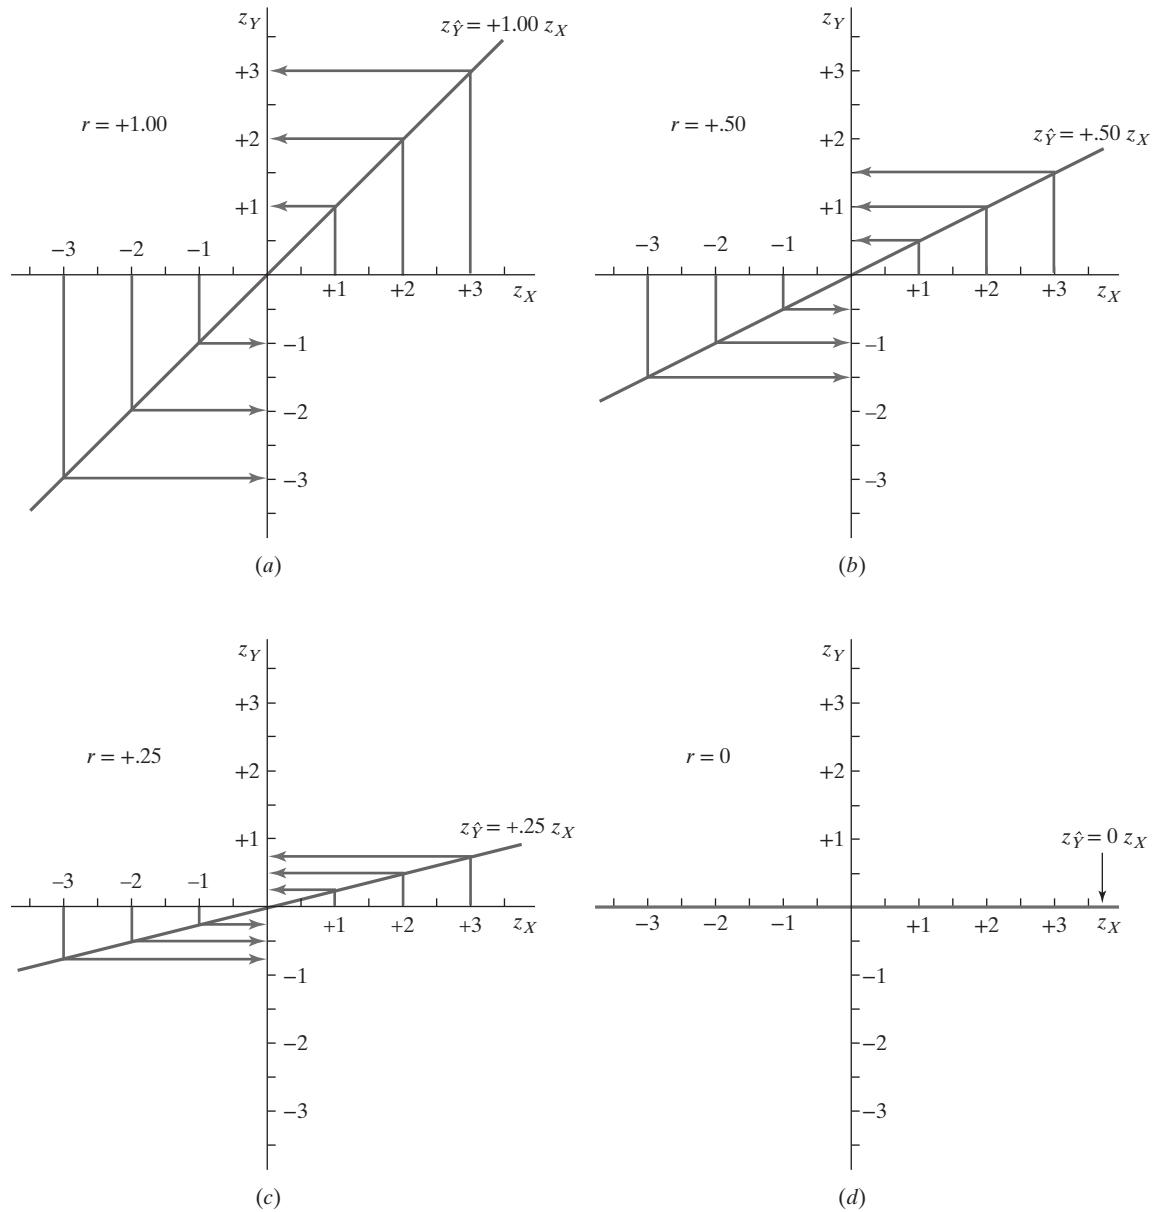 z_Y
z_Ŷ = +1.00 z_X
+3
r = +1.00
+2
+1
–3 –2 –1
+1 +2 +3 z_X
–1
–2
–3
(a)
z_Y
+3
r = +.50
+2
z_Ŷ = +.50 z_X
+1
–3 –2 –1
+1 +2 +3 z_X
–1
–2
–3
(b)
z_Y
+3
r = +.25
+2
+1
z_Ŷ = +.25 z_X
–3 –2 –1
+1 +2 +3 z_X
–1
–2
–3
(c)
z_Y
+3
r = 0
+2
+1
z_Ŷ = 0 z_X
–3 –2 –1 +1 +2 +3 z_X
–1
–2
–3
(d)